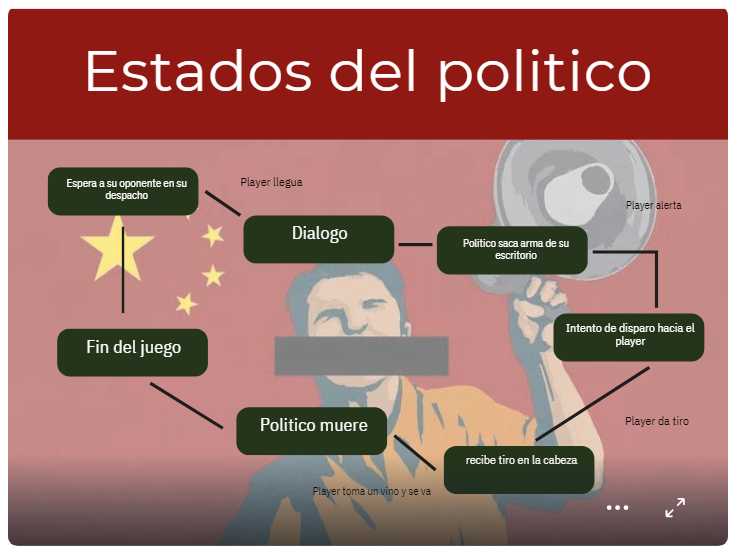 Estados del politico
Espera a su oponente en su
despacho
Player llegua
Dialogo
Player alerta
Politico saca arma de su
escritorio
Intento de disparo hacia el
player
Fin del juego
Politico muere
Player da tiro
recibe tiro en la cabeza
Player toma un vino y se va